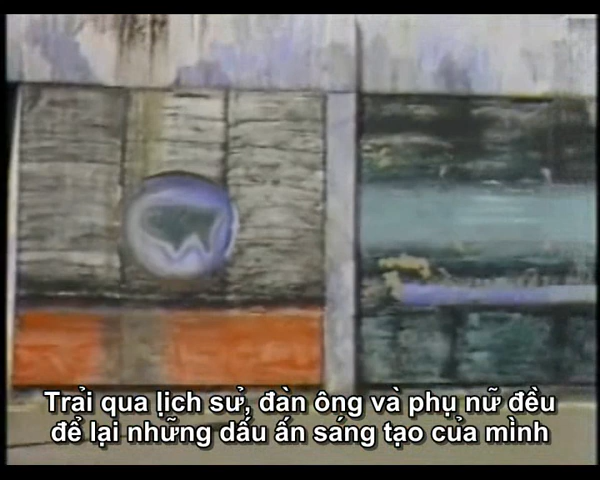 Trải qua lịch sử, đàn ông và phụ nữ đều
để lại những dấu ấn sáng tạo của mình